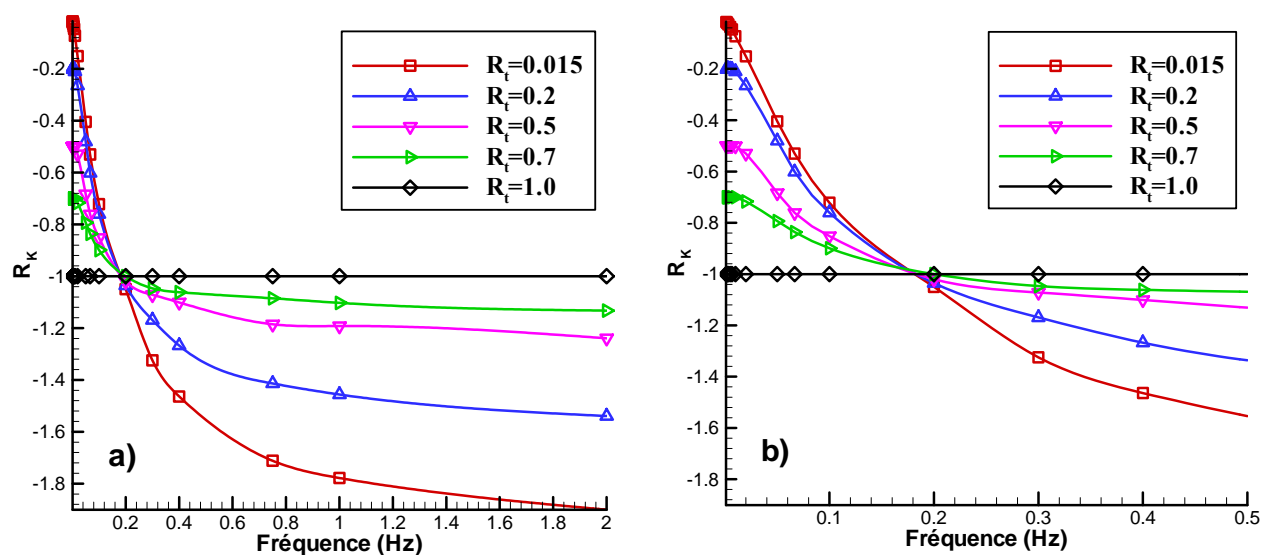 R_t=0.015
R_t=0.2
R_t=0.5
R_t=0.7
R_t=1.0
-0.2
-0.4
-0.6
-0.8
-1
-1.2
-1.4
-1.6
-1.8
R_K
a)
0.2 0.4 0.6 0.8 1 1.2 1.4 1.6 1.8 2
Fréquence (Hz)
R_t=0.015
R_t=0.2
R_t=0.5
R_t=0.7
R_t=1.0
-0.2
-0.4
-0.6
-0.8
-1
-1.2
-1.4
-1.6
-1.8
R_K
b)
0.1 0.2 0.3 0.4 0.5
Fréquence (Hz)